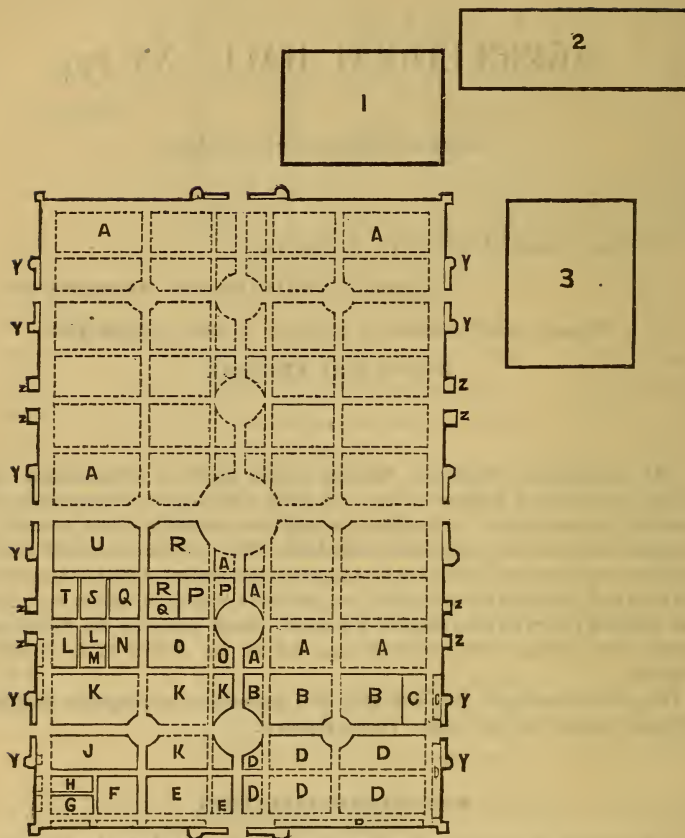 2
1
A A
Y Y
3
Y Y
Z Z
Z Z
Y A Y
Y U R
A
T S Q R P P A
Q
Z Z
Z L L N O O A A A Z
M
Y K K K B B B C C Y
Y J K D D D Y
D
H F E E D D D
G
D